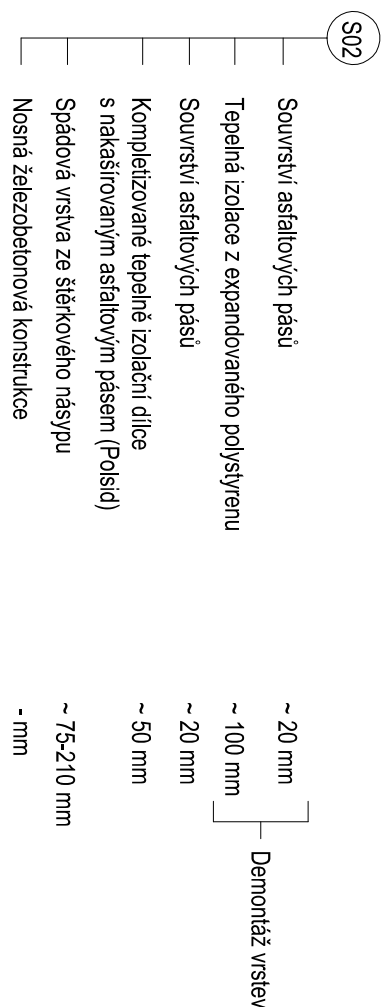 S02
Souvrství asfaltových pásů ~ 20 mm
Tepelná izolace z expandovaného polystyrenu ~ 100 mm
Demontáž vrstev
Souvrství asfaltových pásů ~ 20 mm
Kompletizované tepelně izolační dílce ~ 50 mm
s nakašírovaným asfaltovým pásem (Polsid)
Spádová vrstva ze štěrkového násypu ~ 75-210 mm
Nosná železobetonová konstrukce - mm